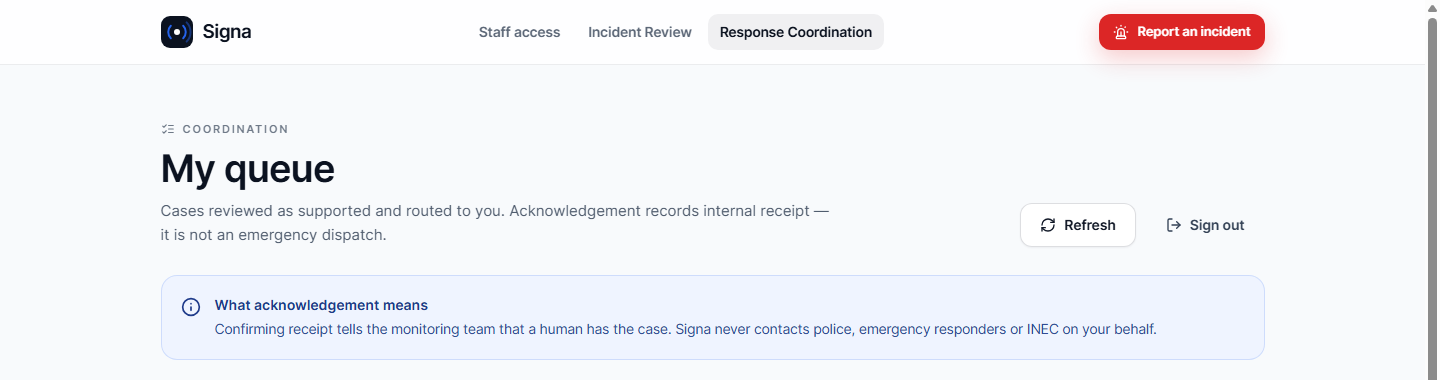 Signa
Staff access
Incident Review
Response Coordination
Report an incident
COORDINATION
My queue
Cases reviewed as supported and routed to you. Acknowledgement records internal receipt —
it is not an emergency dispatch.
Refresh
Sign out
What acknowledgement means
Confirming receipt tells the monitoring team that a human has the case. Signa never contacts police, emergency responders or INEC on your behalf.